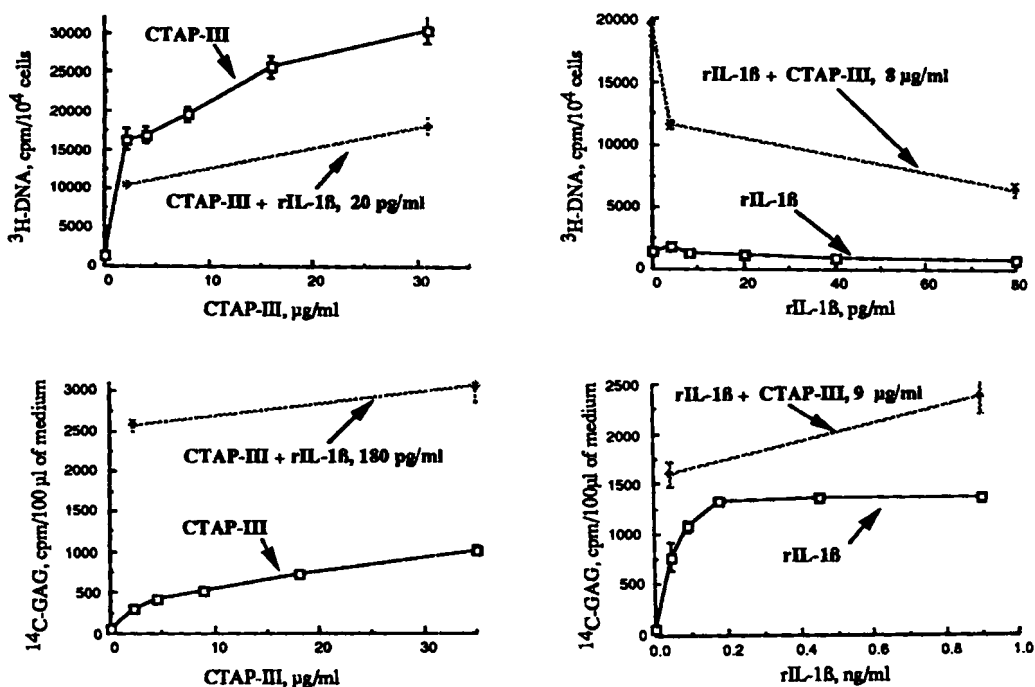 30000
25000
20000
15000
10000
5000
0
³H-DNA, cpm/10⁴ cells
CTAP-III
CTAP-III + rIL-1ß, 20 pg/ml
0 10 20 30
CTAP-III, µg/ml
20000
15000
10000
5000
0
³H-DNA, cpm/10⁴ cells
rIL-1ß + CTAP-III, 8 µg/ml
rIL-1ß
0 20 40 60 80
rIL-1ß, pg/ml
3000
2500
2000
1500
1000
500
0
¹⁴C-GAG, cpm/100 µl of medium
CTAP-III + rIL-1ß, 180 pg/ml
CTAP-III
0 10 20 30
CTAP-III, µg/ml
2500
2000
1500
1000
500
0
¹⁴C-GAG, cpm/100µl of medium
rIL-1ß + CTAP-III, 9 µg/ml
rIL-1ß
0.0 0.2 0.4 0.6 0.8 1.0
rIL-1ß, ng/ml